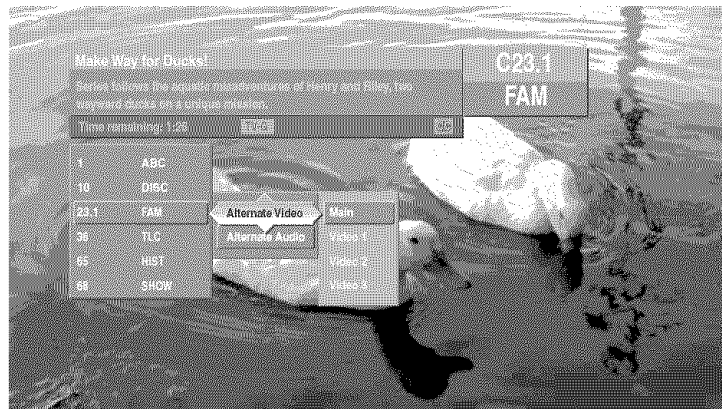 Make Way for Ducks!
C23.1
FAM
Series follows the aquatic misadventures of Henry and Riley, two
wayward ducks on a unique mission.
Time remaining: 1:26
CC
1 ABC
10 DISC
23.1 FAM Alternate Video Main
36 TLC Alternate Audio Video 1
65 HIST Video 2
68 SHOW Video 3